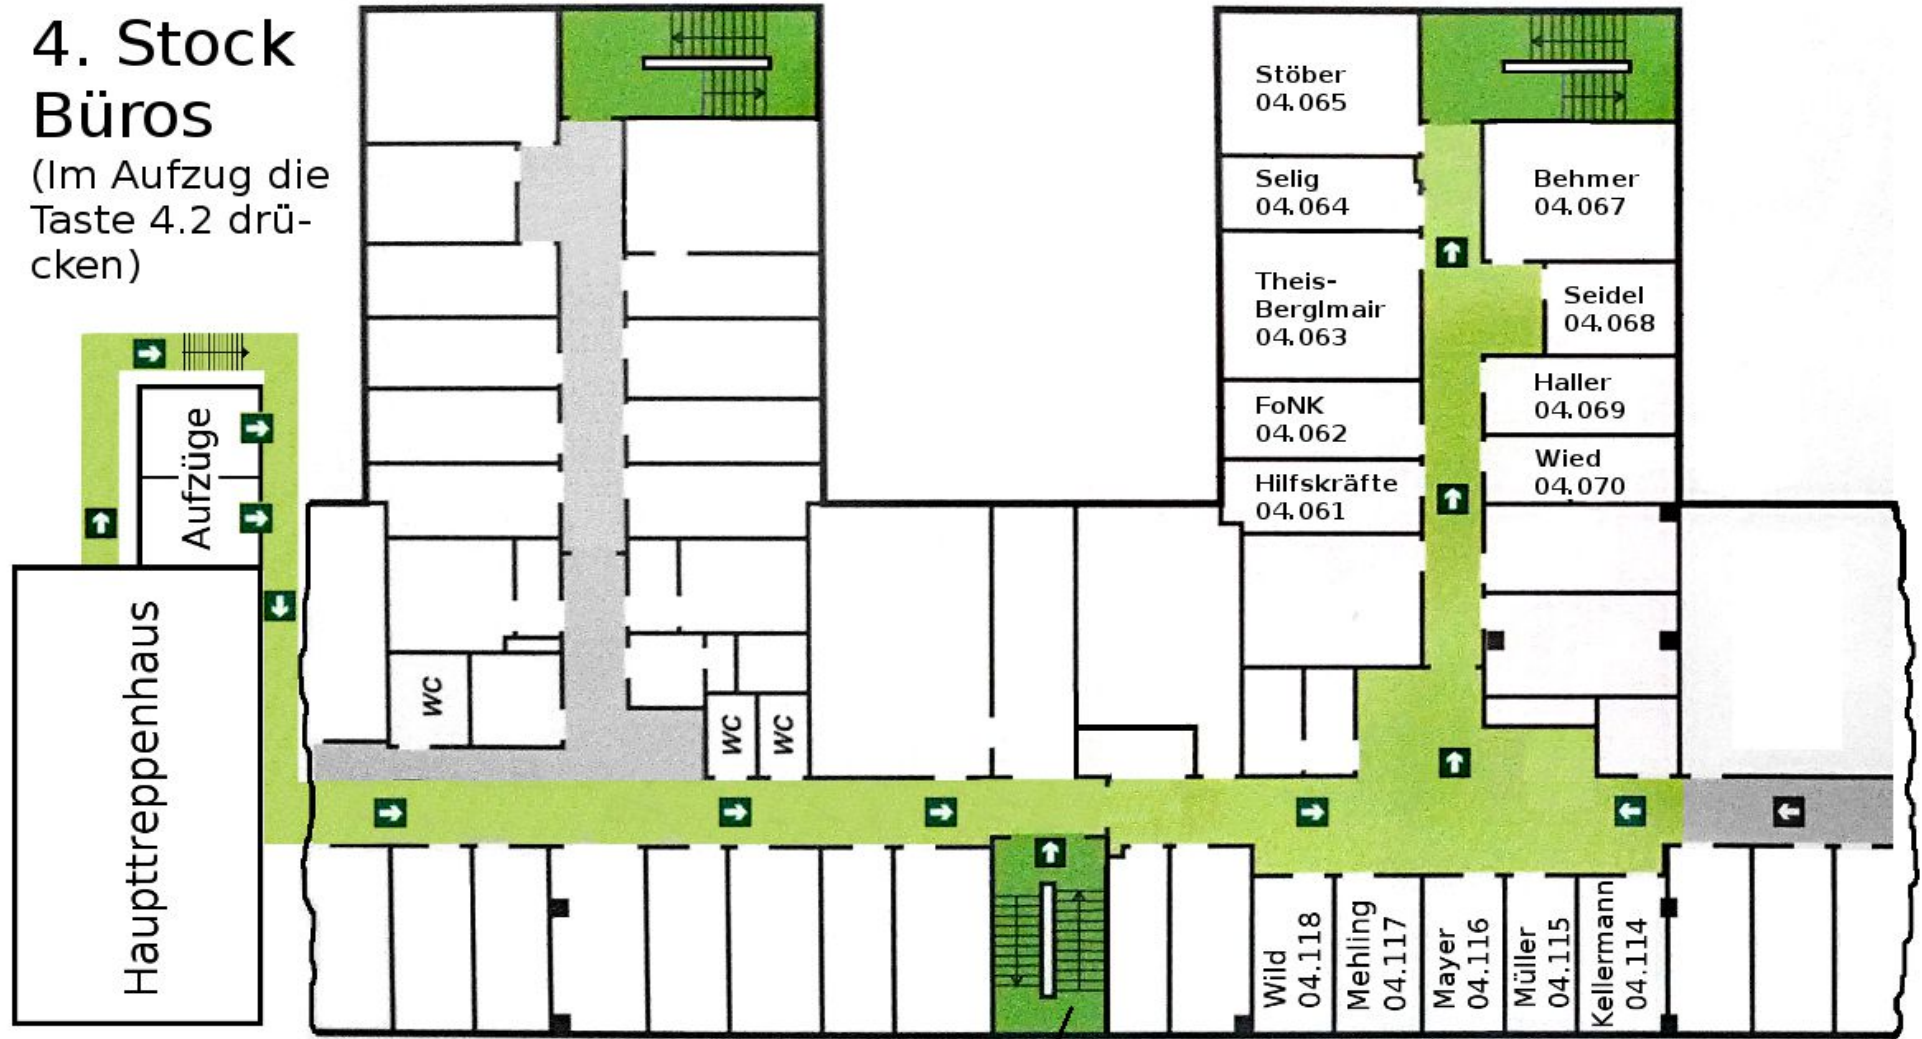 4. Stock
Büros
(Im Aufzug die
Taste 4.2 drü-
cken)
Aufzüge
Haupttreppenhaus
WC
WC
WC
Stöber
04.065
Selig
04.064
Theis-
Berglmair
04.063
FoNK
04.062
Hilfskräfte
04.061
Behmer
04.067
Seidel
04.068
Haller
04.069
Wied
04.070
Wild
04.118
Mehling
04.117
Mayer
04.116
Müller
04.115
Kellermann
04.114